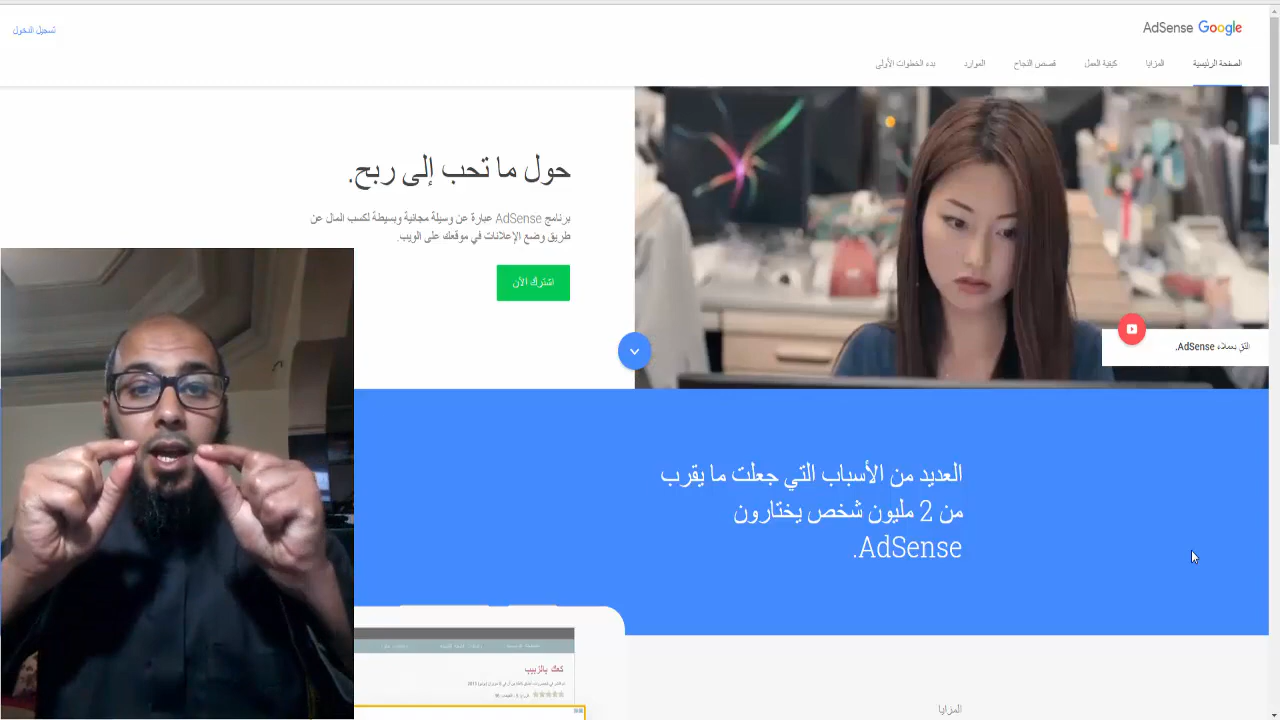 AdSense Google
تسجيل الدخول
الصفحة الرئيسية
المزايا
كيفية العمل
قصص النجاح
الموارد
بدء الخطوات الأولى
حول ما تحب إلى ربح.
برنامج AdSense عبارة عن وسيلة مجانية وبسيطة لكسب المال عن
طريق وضع الإعلانات في موقعك على الويب.
اشترك الآن
التق بعملاء AdSense.
العديد من الأسباب التي جعلت ما يقرب
من 2 مليون شخص يختارون
AdSense.
كعك بالزبيب
المزايا